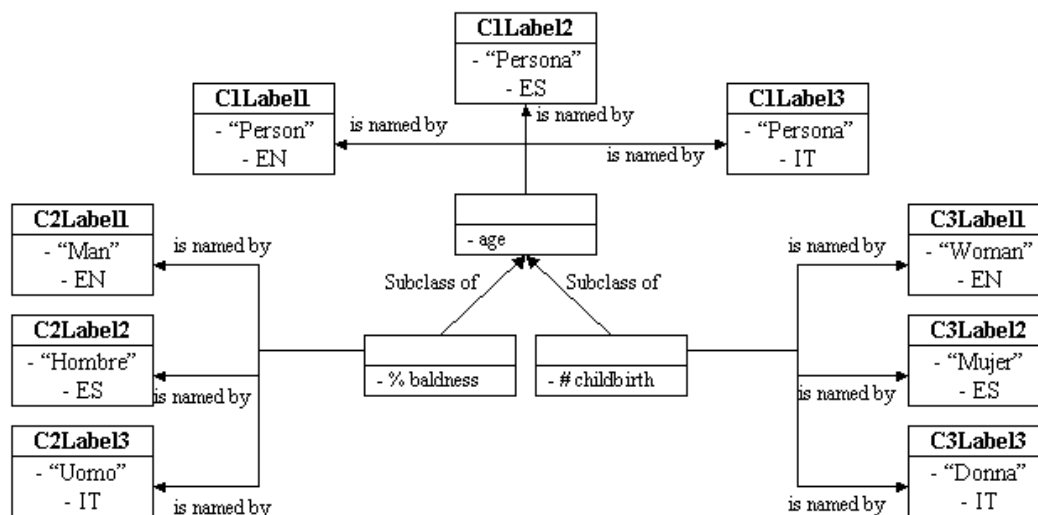 C1Label2
- “Persona”
- ES
C1Label1
- “Person”
- EN
is named by
is named by
is named by
C1Label3
- “Persona”
- IT
- age
C2Label1
- “Man”
- EN
is named by
C3Label1
- “Woman”
- EN
is named by
Subclass of
Subclass of
C2Label2
- “Hombre”
- ES
is named by
- % baldness
- # childbirth
C3Label2
- “Mujer”
- ES
is named by
C2Label3
- “Uomo”
- IT
is named by
C3Label3
- “Donna”
- IT
is named by